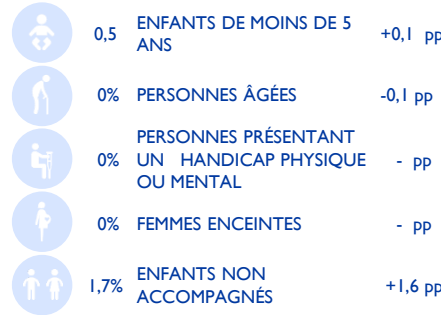 0,5 ENFANTS DE MOINS DE 5 ANS +0,1 pp
0% PERSONNES ÂGÉES -0,1 pp
0% PERSONNES PRÉSENTANT UN HANDICAP PHYSIQUE OU MENTAL - pp
0% FEMMES ENCEINTES - pp
1,7% ENFANTS NON ACCOMPAGNÉS +1,6 pp